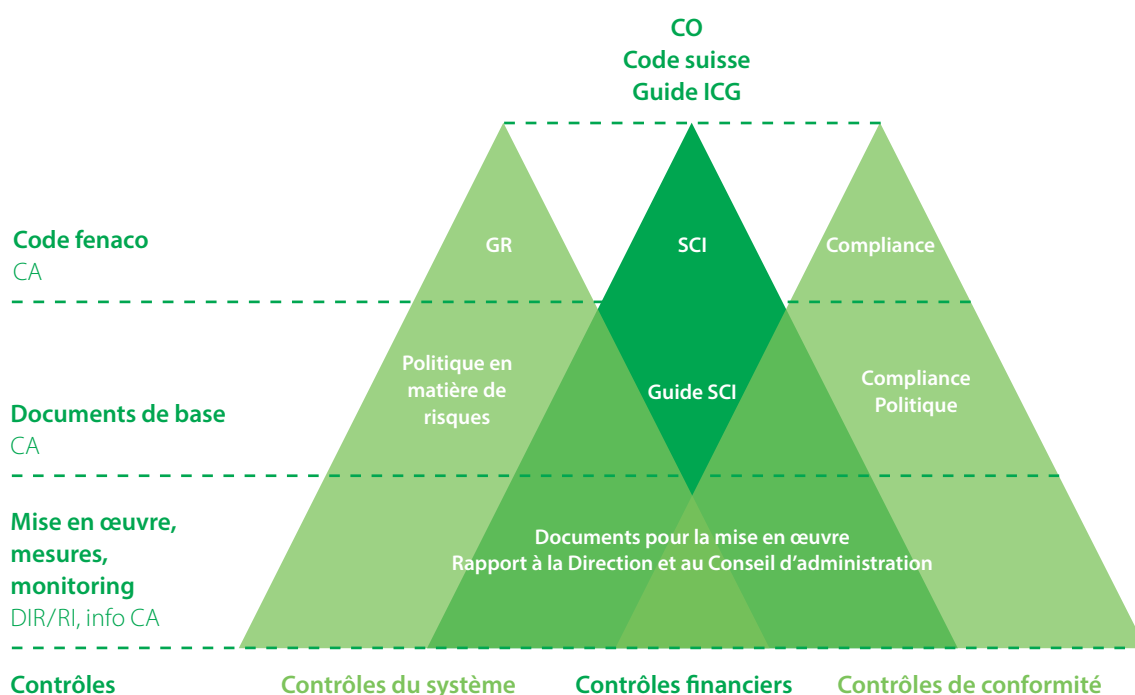 CO
Code suisse
Guide ICG
Code fenaco
CA
GR
SCI
Compliance
Documents de base
CA
Politique en
matière de
risques
Guide SCI
Compliance
Politique
Mise en œuvre,
mesures,
monitoring
DIR/RI, info CA
Documents pour la mise en œuvre
Rapport à la Direction et au Conseil d'administration
Contrôles
Contrôles du système
Contrôles financiers
Contrôles de conformité